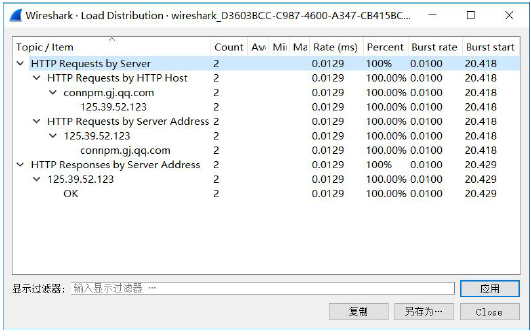 Wireshark · Load Distribution · wireshark_D3603BCC-C987-4600-A347-CB415BC...
Topic / Item Count Ave Mir Ma Rate (ms) Percent Burst rate Burst start
HTTP Requests by Server 2 0.0129 100% 0.0100 20.418
HTTP Requests by HTTP Host 2 0.0129 100.00% 0.0100 20.418
connpm.gj.qq.com 2 0.0129 100.00% 0.0100 20.418
125.39.52.123 2 0.0129 100.00% 0.0100 20.418
HTTP Requests by Server Address 2 0.0129 100.00% 0.0100 20.418
125.39.52.123 2 0.0129 100.00% 0.0100 20.418
connpm.gj.qq.com 2 0.0129 100.00% 0.0100 20.418
HTTP Responses by Server Address 2 0.0129 100% 0.0100 20.429
125.39.52.123 2 0.0129 100.00% 0.0100 20.429
OK 2 0.0129 100.00% 0.0100 20.429
显示过滤器: 输入显示过滤器 … 应用
复制 另存为… Close